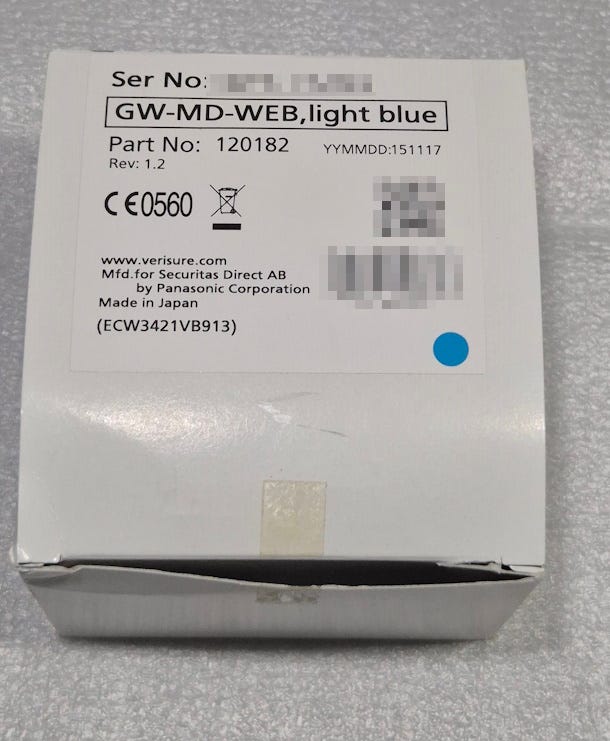 Ser No:
GW-MD-WEB,light blue
Part No: 120182 YYMMDD:151117
Rev: 1.2
CE0560
www.verisure.com
Mfd.for Securitas Direct AB
by Panasonic Corporation
Made in Japan
(ECW3421VB913)